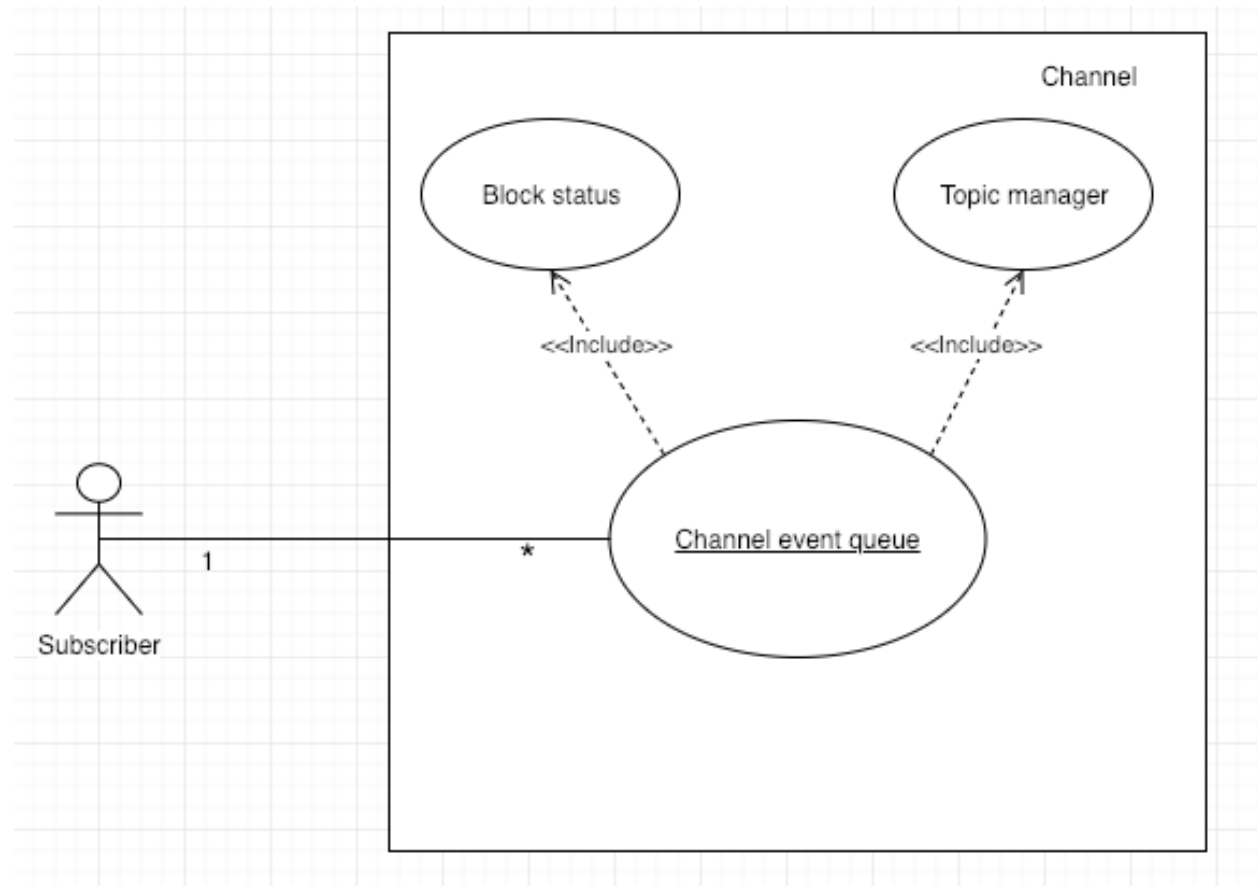 Channel
Block status
Topic manager
<<Include>>
<<Include>>
Channel event queue
1
*
Subscriber